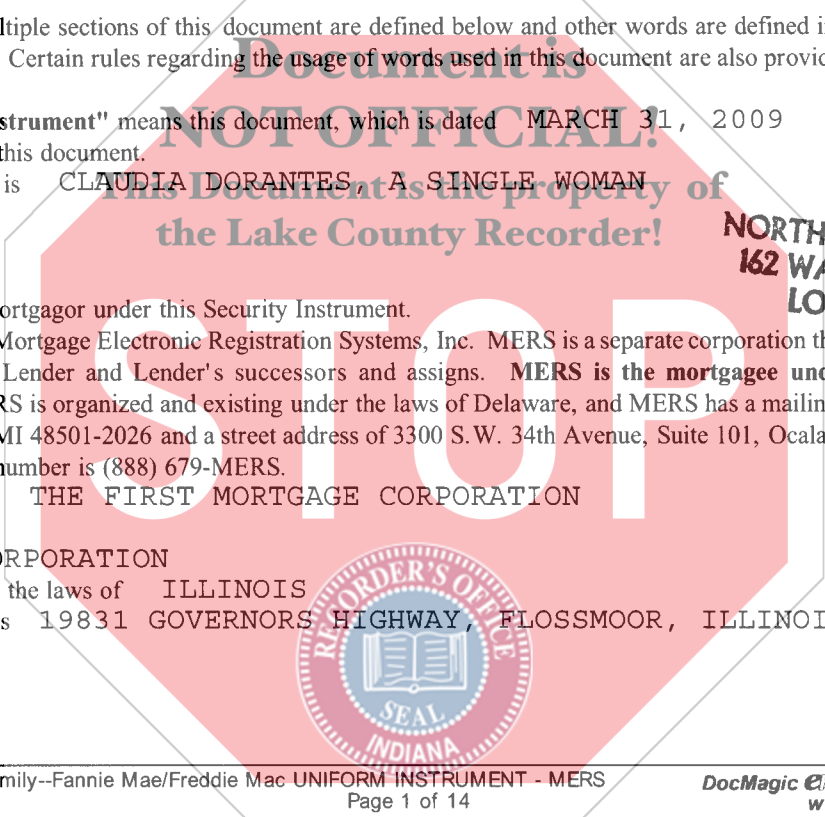 ltiple sections of this document are defined below and other words are defined i
Certain rules regarding the usage of words used in this document are also provid
Document is
strument" means this document, which is dated MARCH 31, 2009
NOT OFFICIAL!
this document.
is CLAUDIA DORANTES, A SINGLE WOMAN
This Document is the property of
the Lake County Recorder!
NORTH
162 WA
LO
ortgagor under this Security Instrument.
Mortgage Electronic Registration Systems, Inc. MERS is a separate corporation th
Lender and Lender's successors and assigns. MERS is the mortgagee und
RS is organized and existing under the laws of Delaware, and MERS has a mailin
MI 48501-2026 and a street address of 3300 S.W. 34th Avenue, Suite 101, Ocala
number is (888) 679-MERS.
STOP
THE FIRST MORTGAGE CORPORATION
ORPORATION
the laws of ILLINOIS
s 19831 GOVERNORS HIGHWAY, FLOSSMOOR, ILLINOI
RECORDER'S OFFICE
SEAL
INDIANA
mily--Fannie Mae/Freddie Mac UNIFORM INSTRUMENT - MERS
DocMagic
Page 1 of 14
w